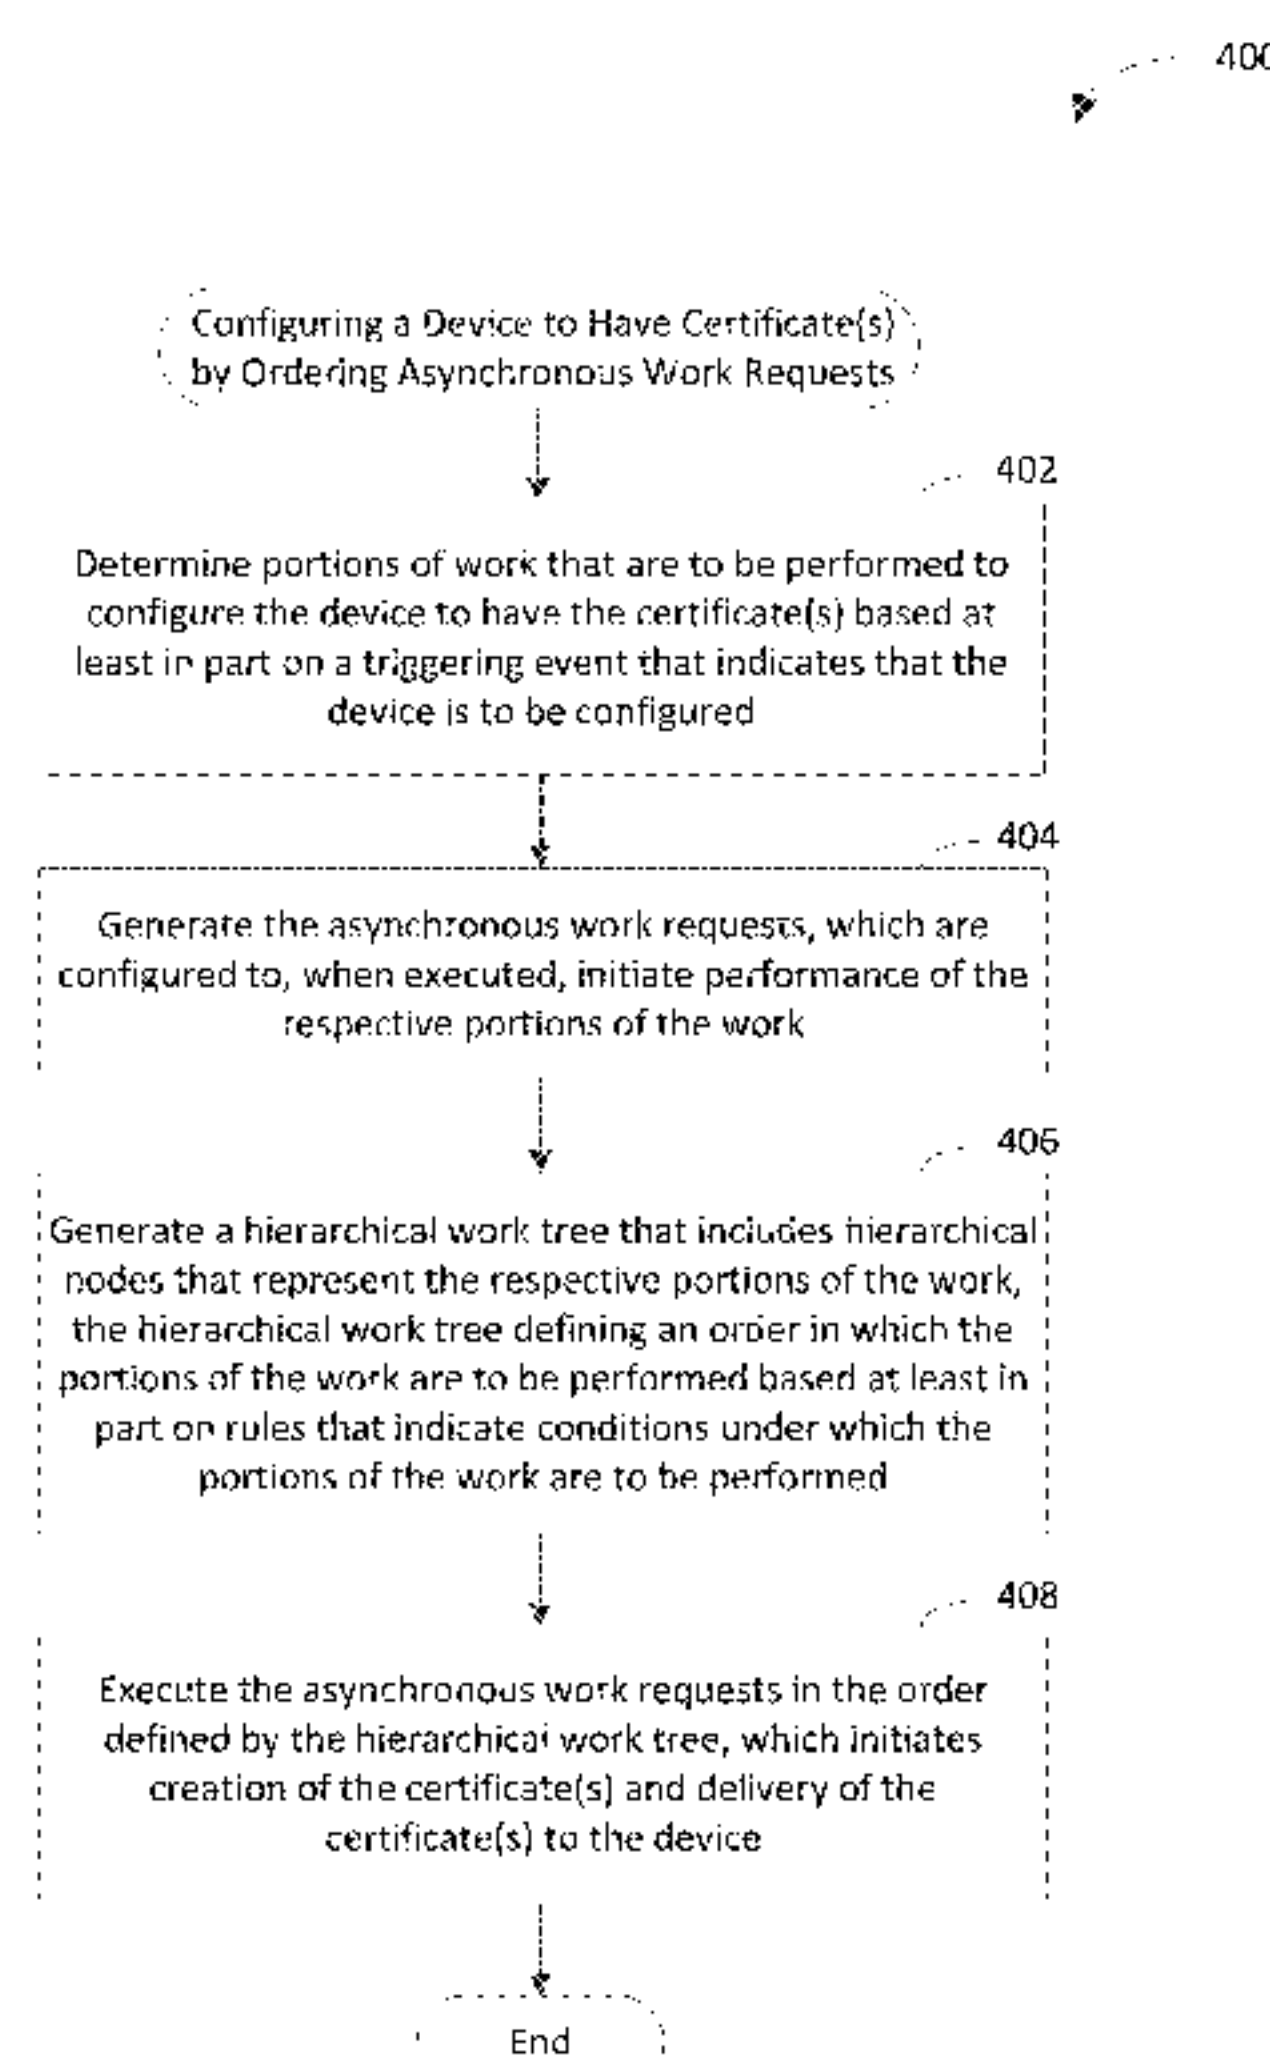 400
Configuring a Device to Have Certificate(s)
by Ordering Asynchronous Work Requests
402
Determine portions of work that are to be performed to
configure the device to have the certificate(s) based at
least in part on a triggering event that indicates that the
device is to be configured
404
Generate the asynchronous work requests, which are
configured to, when executed, initiate performance of the
respective portions of the work
406
Generate a hierarchical work tree that includes hierarchical
nodes that represent the respective portions of the work,
the hierarchical work tree defining an order in which the
portions of the work are to be performed based at least in
part on rules that indicate conditions under which the
portions of the work are to be performed
408
Execute the asynchronous work requests in the order
defined by the hierarchical work tree, which initiates
creation of the certificate(s) and delivery of the
certificate(s) to the device
End